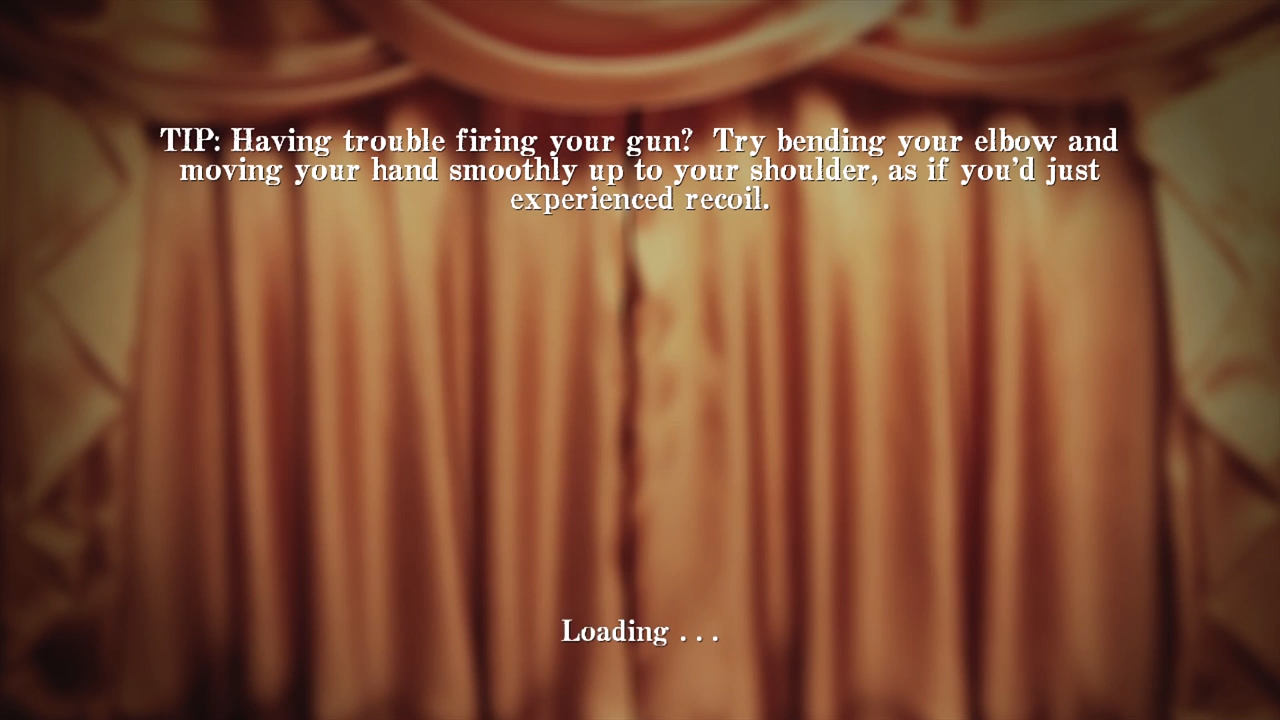 TIP: Having trouble firing your gun?  Try bending your elbow and
moving your hand smoothly up to your shoulder, as if you'd just
experienced recoil.
Loading . . .